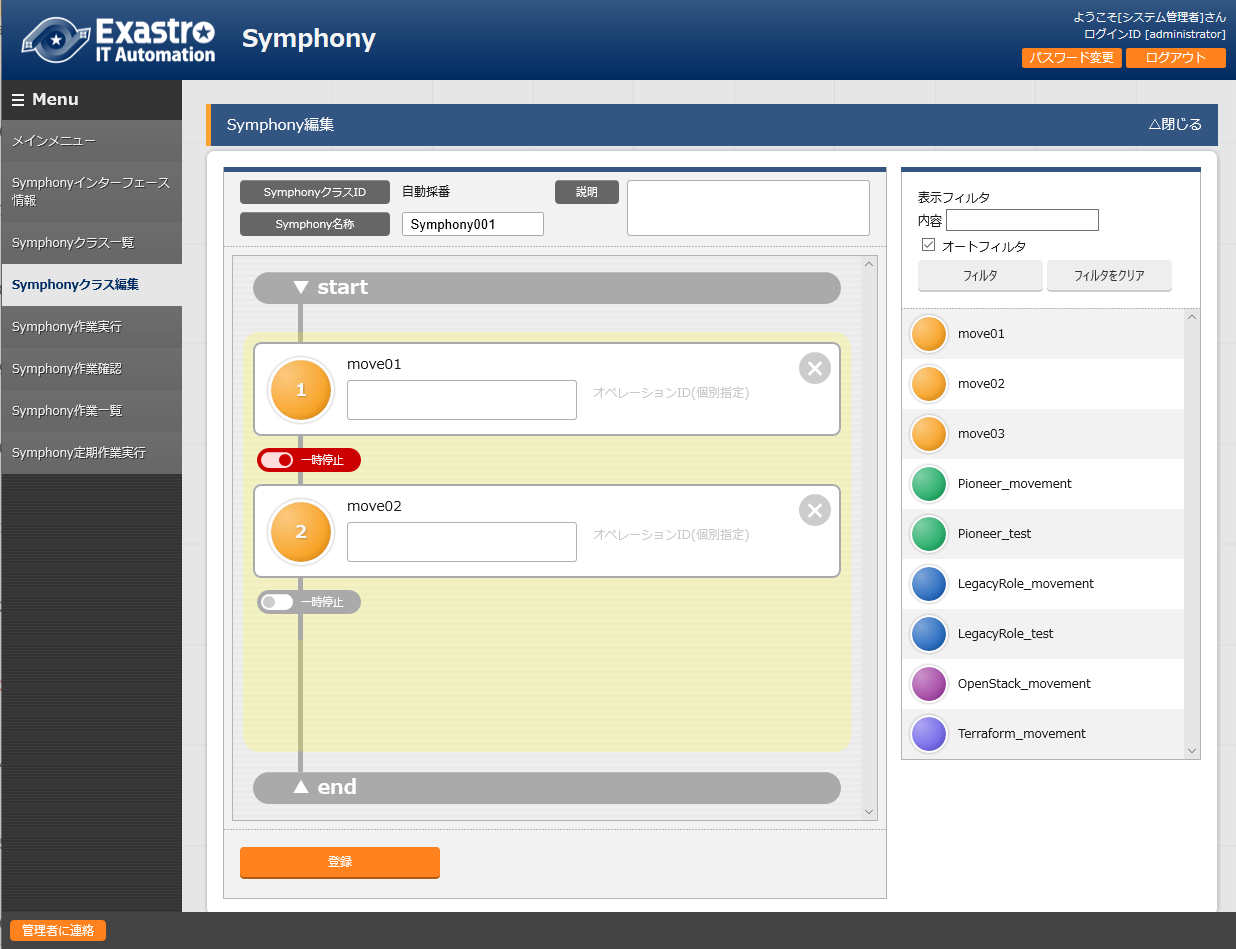 Exastro
IT Automation
Symphony
ようこそ[システム管理者]さん
ログインID [administrator]
パスワード変更
ログアウト
Menu
メインメニュー
Symphonyインターフェース
情報
Symphonyクラス一覧
Symphonyクラス編集
Symphony作業実行
Symphony作業確認
Symphony作業一覧
Symphony定期作業実行
Symphony編集
△閉じる
SymphonyクラスID
自動採番
説明
Symphony名称
Symphony001
▼ start
1
move01
オペレーションID(個別指定)
一時停止
2
move02
オペレーションID(個別指定)
一時停止
▲ end
登録
表示フィルタ
内容
オートフィルタ
フィルタ
フィルタをクリア
move01
move02
move03
Pioneer_movement
Pioneer_test
LegacyRole_movement
LegacyRole_test
OpenStack_movement
Terraform_movement
管理者に連絡